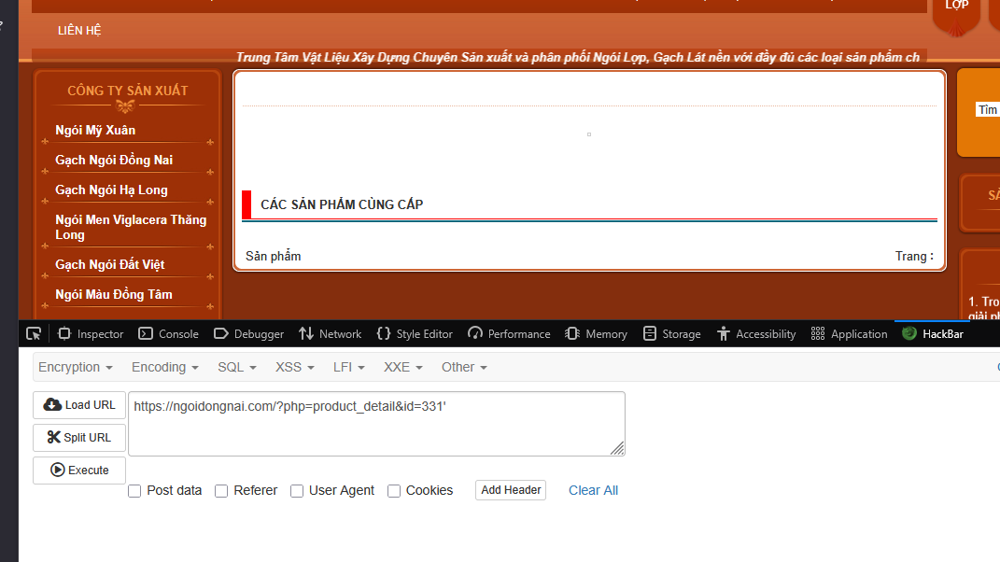 LỢP
LIÊN HỆ
Trung Tâm Vật Liệu Xây Dựng Chuyên Sản xuất và phân phối Ngói Lợp, Gạch Lát nền với đầy đủ các loại sản phẩm ch
CÔNG TY SẢN XUẤT
Ngói Mỹ Xuân
Gạch Ngói Đồng Nai
Gạch Ngói Hạ Long
Ngói Men Viglacera Thăng
Long
Gạch Ngói Đất Việt
Ngói Màu Đồng Tâm
CÁC SẢN PHẨM CÙNG CẤP
Sản phẩm
Trang :
Tìm
SẢ
1. Tro
giải ph
Inspector
Console
Debugger
Network
Style Editor
Performance
Memory
Storage
Accessibility
Application
HackBar
Encryption
Encoding
SQL
XSS
LFI
XXE
Other
Load URL
Split URL
Execute
https://ngoidongnai.com/?php=product_detail&id=331'
Post data
Referer
User Agent
Cookies
Add Header
Clear All